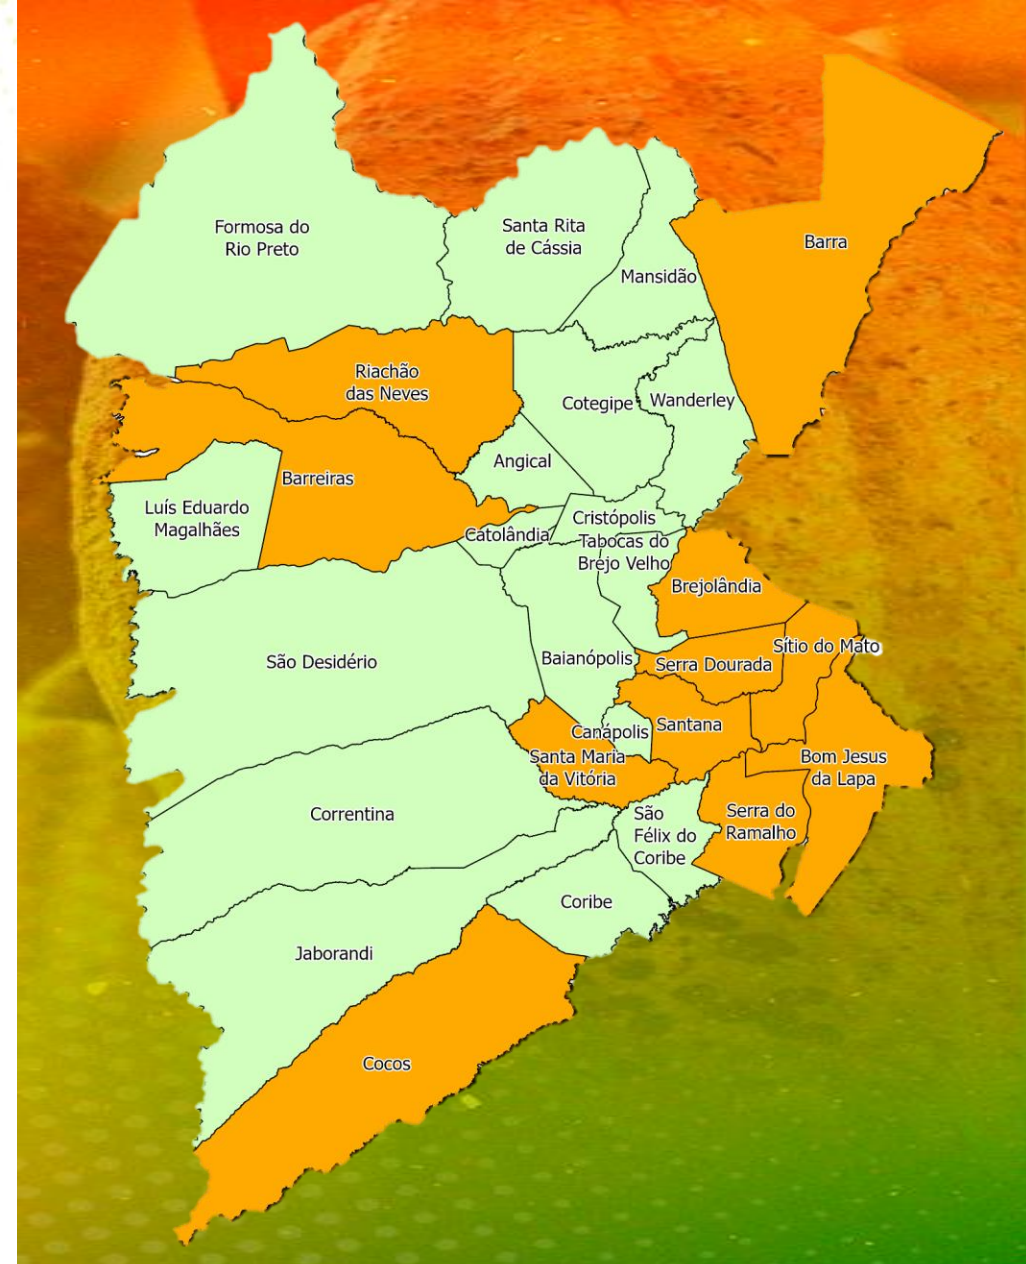 Formosa do
Rio Preto
Santa Rita
de Cássia
Mansidão
Barra
Riachão
das Neves
Cotegipe
Wanderley
Angical
Barreiras
Luís Eduardo
Magalhães
Catolândia
Cristópolis
Tabocas do
Brejo Velho
Brejolândia
São Desidério
Baianópolis
Serra Dourada
Sítio do Mato
Canápolis
Santana
Santa Maria
da Vitória
Bom Jesus
da Lapa
Correntina
São
Félix do
Coribe
Serra do
Ramalho
Coribe
Jaborandi
Cocos